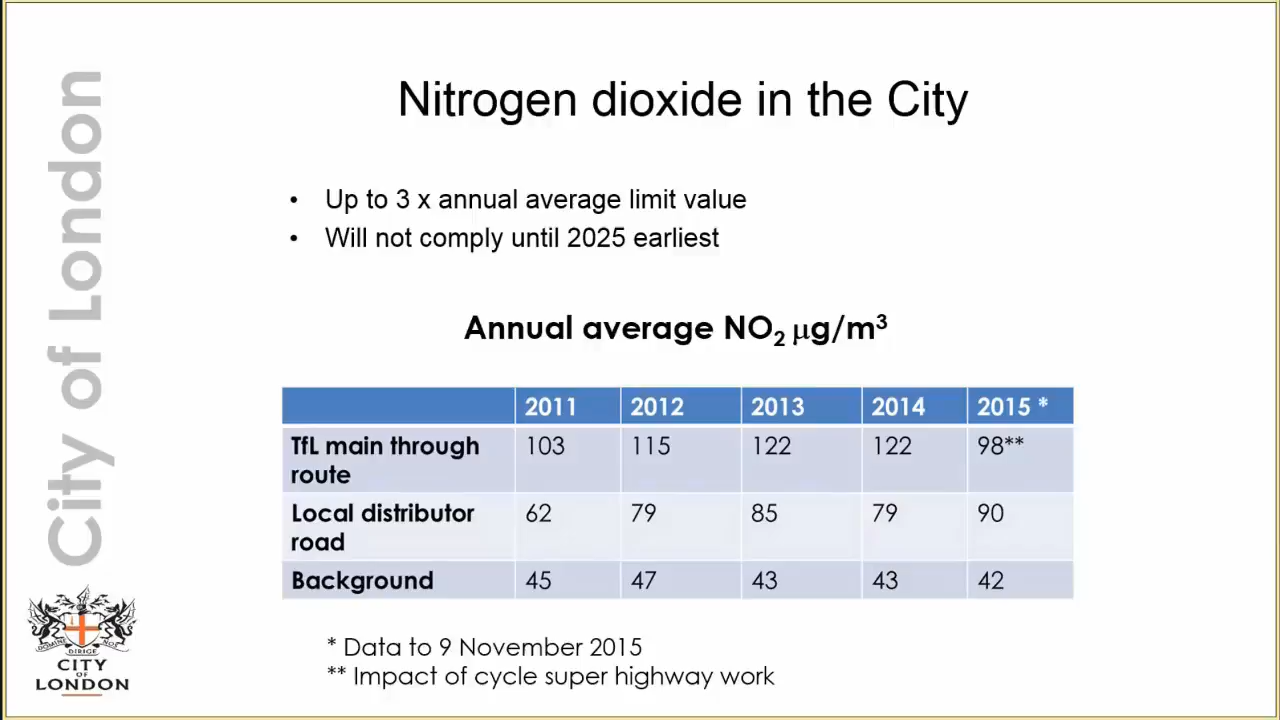 City of London
Nitrogen dioxide in the City
• Up to 3 x annual average limit value
• Will not comply until 2025 earliest
Annual average NO₂ μg/m³
2011 2012 2013 2014 2015 *
TfL main through route 103 115 122 122 98**
Local distributor road 62 79 85 79 90
Background 45 47 43 43 42
* Data to 9 November 2015
** Impact of cycle super highway work
DOMINE DIRIGE NOS
CITY
OF
LONDON